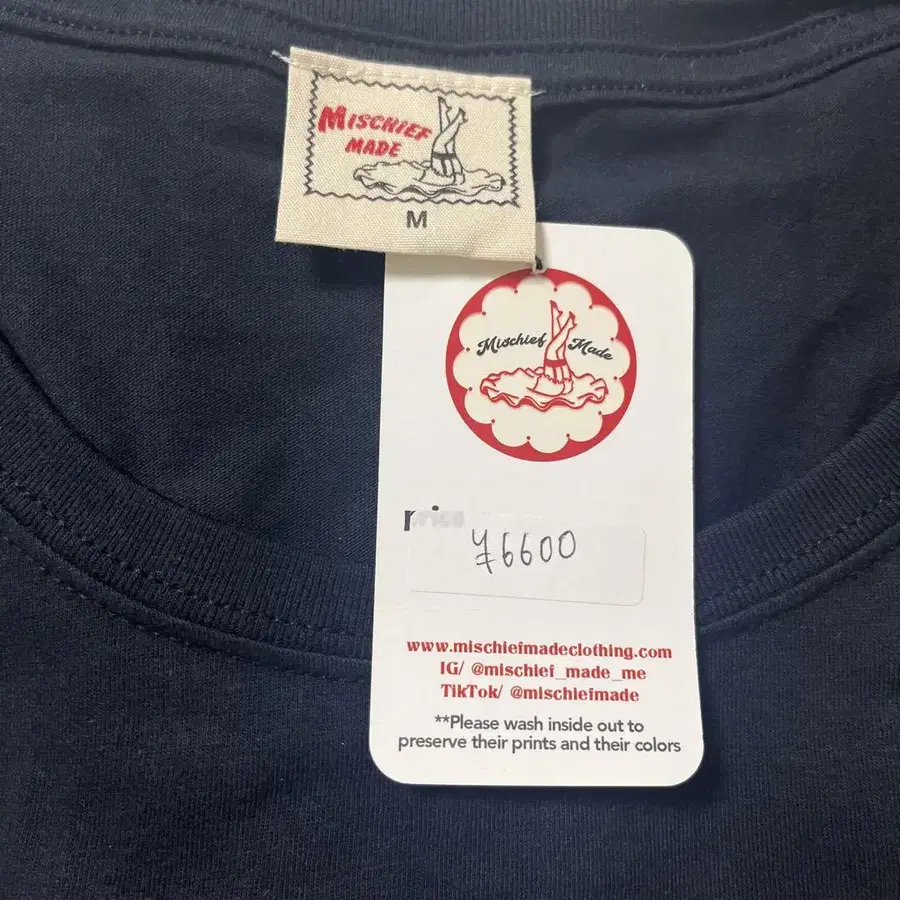 MISCHIEF
MADE
M
Mischief Made
price
¥6600
www.mischiefmadeclothing.com
IG/ @mischief_made_me
TikTok/ @mischiefmade
**Please wash inside out to
preserve their prints and their colors